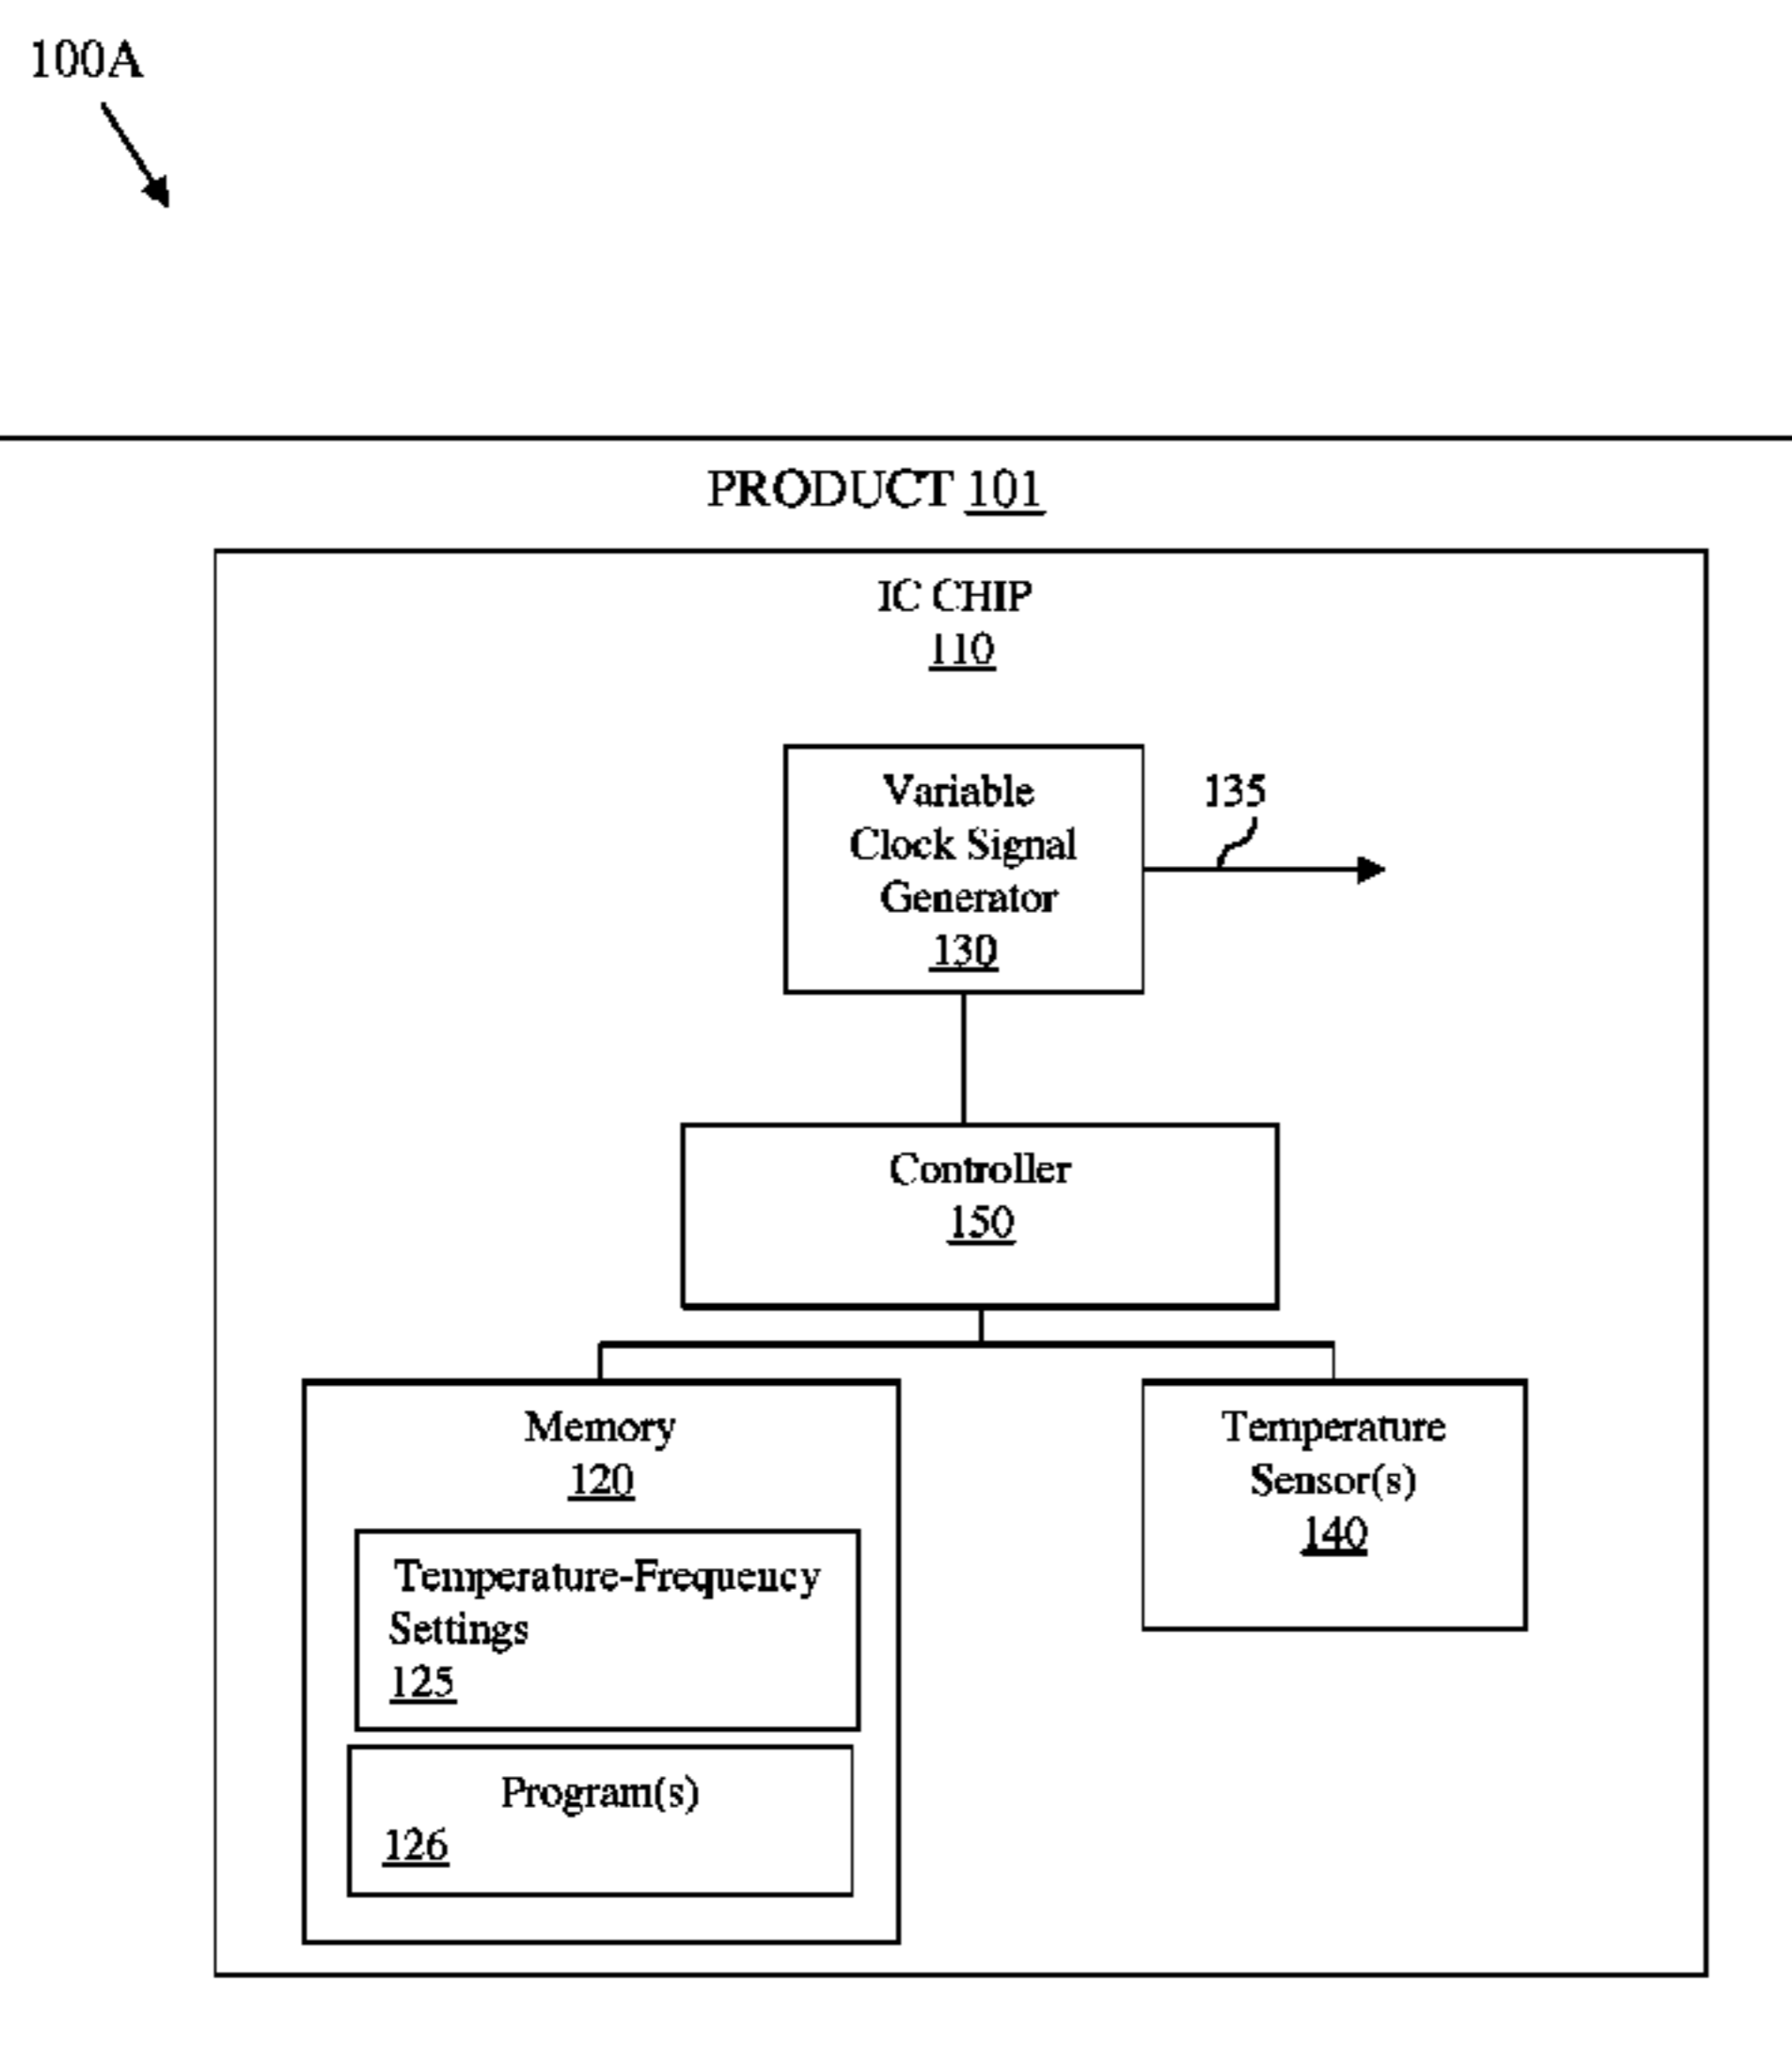 100A
PRODUCT 101
IC CHIP
110
Variable
Clock Signal
Generator
130
135
Controller
150
Memory
120
Temperature-Frequency
Settings
125
Program(s)
126
Temperature
Sensor(s)
140